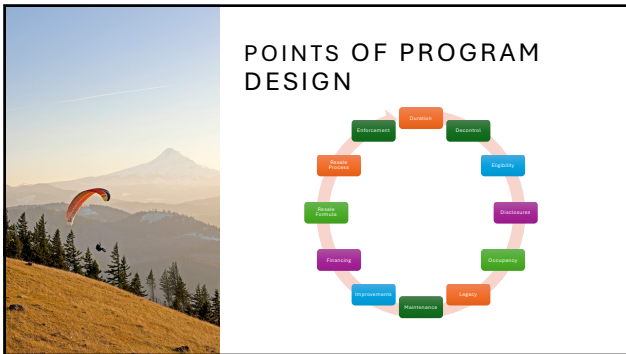 POINTS OF PROGRAM
DESIGN
Duration
Decontrol
Eligibility
Disclosures
Occupancy
Legacy
Maintenance
Improvements
Financing
Resale
Formula
Resale
Process
Enforcement